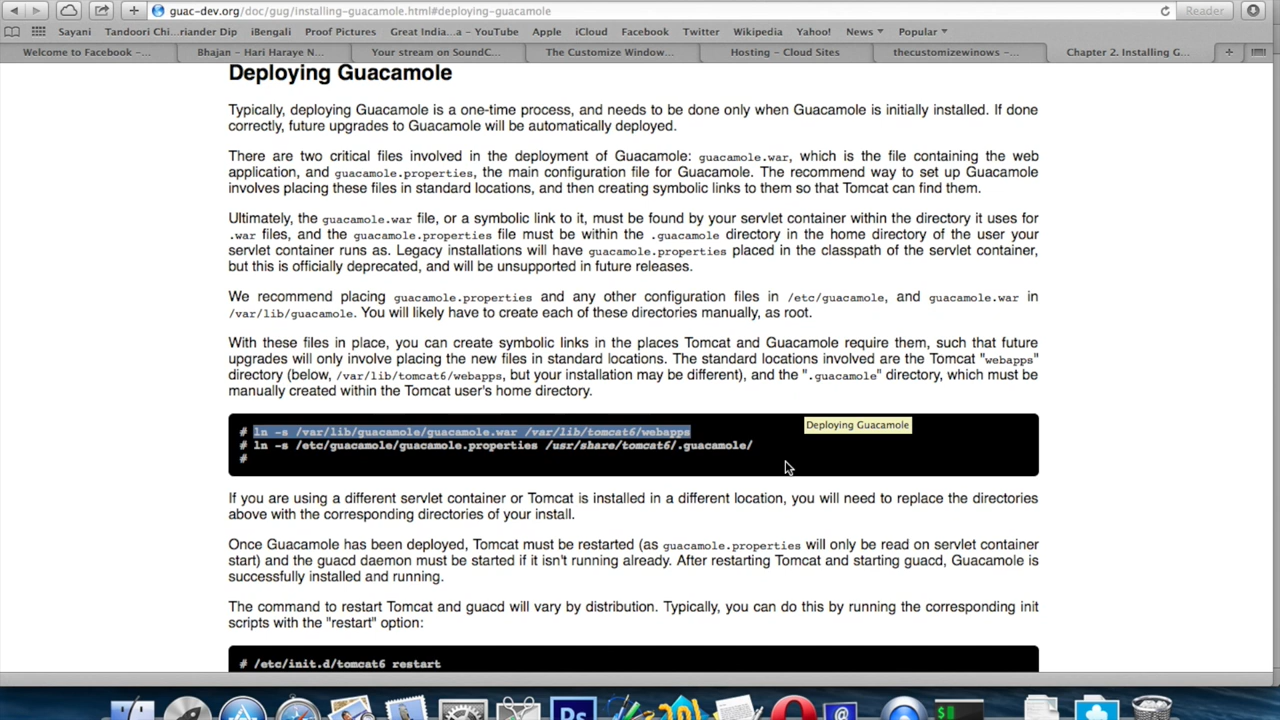 guac-dev.org/doc/gug/installing-guacamole.html#deploying-guacamole
Reader
Sayani Tandoori Chi...riander Dip iBengali Proof Pictures Great India...a – YouTube Apple iCloud Facebook Twitter Wikipedia Yahoo! News Popular
Welcome to Facebook –... Bhajan – Hari Haraye N... Your stream on SoundC... The Customize Window... Hosting – Cloud Sites thecustomizewinows –... Chapter 2. Installing G...
Deploying Guacamole
Typically, deploying Guacamole is a one-time process, and needs to be done only when Guacamole is initially installed. If done
correctly, future upgrades to Guacamole will be automatically deployed.
There are two critical files involved in the deployment of Guacamole: guacamole.war, which is the file containing the web
application, and guacamole.properties, the main configuration file for Guacamole. The recommend way to set up Guacamole
involves placing these files in standard locations, and then creating symbolic links to them so that Tomcat can find them.
Ultimately, the guacamole.war file, or a symbolic link to it, must be found by your servlet container within the directory it uses for
.war files, and the guacamole.properties file must be within the .guacamole directory in the home directory of the user your
servlet container runs as. Legacy installations will have guacamole.properties placed in the classpath of the servlet container,
but this is officially deprecated, and will be unsupported in future releases.
We recommend placing guacamole.properties and any other configuration files in /etc/guacamole, and guacamole.war in
/var/lib/guacamole. You will likely have to create each of these directories manually, as root.
With these files in place, you can create symbolic links in the places Tomcat and Guacamole require them, such that future
upgrades will only involve placing the new files in standard locations. The standard locations involved are the Tomcat "webapps"
directory (below, /var/lib/tomcat6/webapps, but your installation may be different), and the ".guacamole" directory, which must be
manually created within the Tomcat user's home directory.
# ln -s /var/lib/guacamole/guacamole.war /var/lib/tomcat6/webapps
Deploying Guacamole
# ln -s /etc/guacamole/guacamole.properties /usr/share/tomcat6/.guacamole/
#
If you are using a different servlet container or Tomcat is installed in a different location, you will need to replace the directories
above with the corresponding directories of your install.
Once Guacamole has been deployed, Tomcat must be restarted (as guacamole.properties will only be read on servlet container
start) and the guacd daemon must be started if it isn't running already. After restarting Tomcat and starting guacd, Guacamole is
successfully installed and running.
The command to restart Tomcat and guacd will vary by distribution. Typically, you can do this by running the corresponding init
scripts with the "restart" option:
# /etc/init.d/tomcat6 restart
Ps